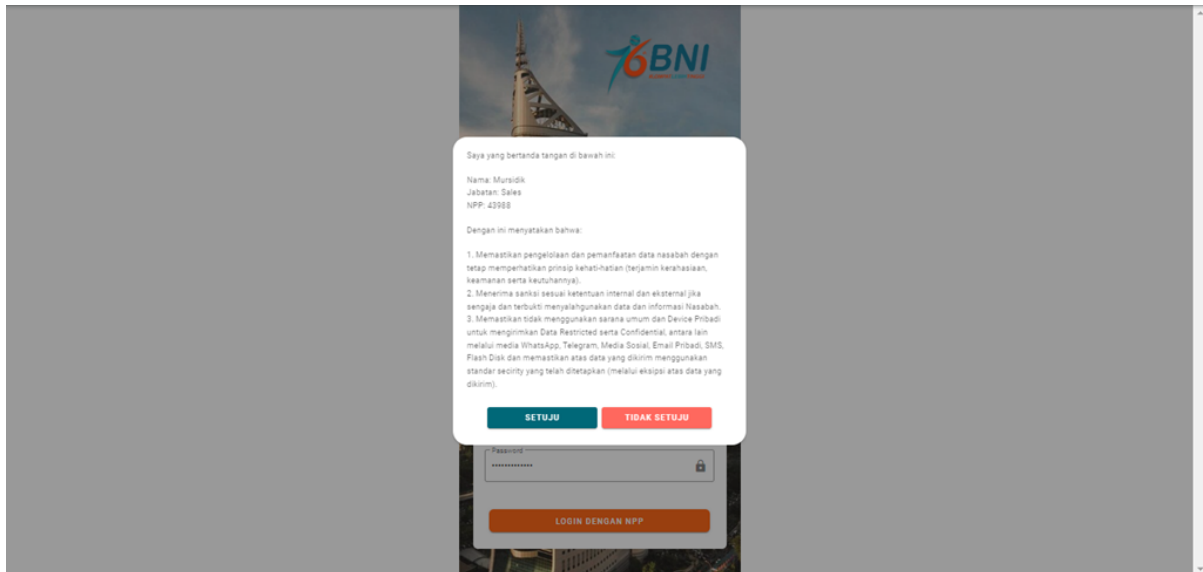 76 BNI
Saya yang bertanda tangan di bawah ini:
Nama: Mursidik
Jabatan: Sales
NPP: 43988
Dengan ini menyatakan bahwa:
1. Memastikan pengelolaan dan pemanfaatan data nasabah dengan
tetap memperhatikan prinsip kehati-hatian (terjamin kerahasiaan,
keamanan serta keutuhannya).
2. Menerima sanksi sesuai ketentuan internal dan eksternal jika
sengaja dan terbukti menyalahgunakan data dan informasi Nasabah.
3. Memastikan tidak menggunakan sarana umum dan Device Pribadi
untuk mengirimkan Data Restricted serta Confidential, antara lain
melalui media WhatsApp, Telegram, Media Sosial, Email Pribadi, SMS,
Flash Disk dan memastikan atas data yang dikirim menggunakan
standar secirity yang telah ditetapkan (melalui eksipsi atas data yang
dikirim).
SETUJU TIDAK SETUJU
Password
LOGIN DENGAN NPP